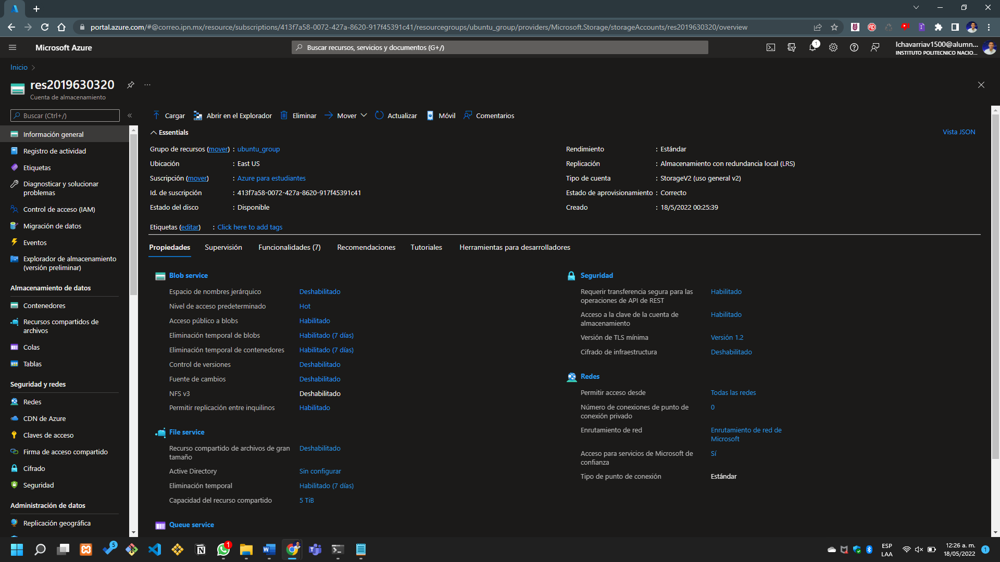 portal.azure.com/#@correo.ipn.mx/resource/subscriptions/413f7a58-0072-427a-8620-917f45391c41/resourcegroups/ubuntu_group/providers/Microsoft.Storage/storageAccounts/res2019630320/overview
Microsoft Azure
Buscar recursos, servicios y documentos (G+/)
1
lchavarriav1500@alumn...
INSTITUTO POLITECNICO NACIO...
Inicio
res2019630320
Cuenta de almacenamiento
Buscar (Ctrl+/)
Información general
Registro de actividad
Etiquetas
Diagnosticar y solucionar
problemas
Control de acceso (IAM)
Migración de datos
Eventos
Explorador de almacenamiento
(versión preliminar)
Almacenamiento de datos
Contenedores
Recursos compartidos de
archivos
Colas
Tablas
Seguridad y redes
Redes
CDN de Azure
Claves de acceso
Firma de acceso compartido
Cifrado
Seguridad
Administración de datos
Replicación geográfica
Cargar Abrir en el Explorador Eliminar Mover Actualizar Móvil Comentarios
Essentials
Vista JSON
Grupo de recursos (mover) : ubuntu_group
Ubicación : East US
Suscripción (mover) : Azure para estudiantes
Id. de suscripción : 413f7a58-0072-427a-8620-917f45391c41
Estado del disco : Disponible
Rendimiento : Estándar
Replicación : Almacenamiento con redundancia local (LRS)
Tipo de cuenta : StorageV2 (uso general v2)
Estado de aprovisionamiento : Correcto
Creado : 18/5/2022 00:25:39
Etiquetas (editar) : Click here to add tags
Propiedades Supervisión Funcionalidades (7) Recomendaciones Tutoriales Herramientas para desarrolladores
Blob service
Espacio de nombres jerárquico Deshabilitado
Nivel de acceso predeterminado Hot
Acceso público a blobs Habilitado
Eliminación temporal de blobs Habilitado (7 días)
Eliminación temporal de contenedores Habilitado (7 días)
Control de versiones Deshabilitado
Fuente de cambios Deshabilitado
NFS v3 Deshabilitado
Permitir replicación entre inquilinos Habilitado
File service
Recurso compartido de archivos de gran Deshabilitado
tamaño
Active Directory Sin configurar
Eliminación temporal Habilitado (7 días)
Capacidad del recurso compartido 5 TiB
Queue service
Seguridad
Requerir transferencia segura para las Habilitado
operaciones de API de REST
Acceso a la clave de la cuenta de Habilitado
almacenamiento
Versión de TLS mínima Versión 1.2
Cifrado de infraestructura Deshabilitado
Redes
Permitir acceso desde Todas las redes
Número de conexiones de punto de 0
conexión privado
Enrutamiento de red Enrutamiento de red de
Microsoft
Acceso para servicios de Microsoft de Sí
confianza
Tipo de punto de conexión Estándar
5
1
ESP
LAA
12:26 a. m.
18/05/2022
1